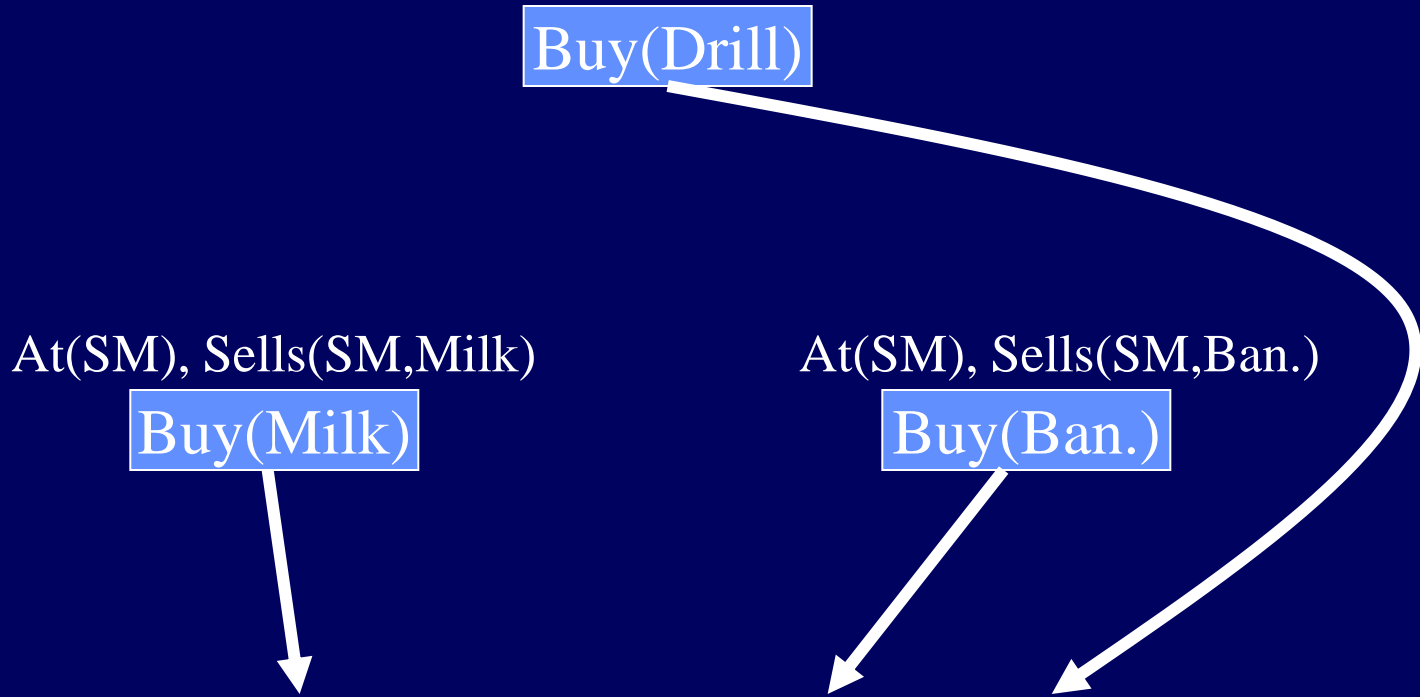 Buy(Drill)
At(SM), Sells(SM,Milk)
At(SM), Sells(SM,Ban.)
Buy(Milk)
Buy(Ban.)